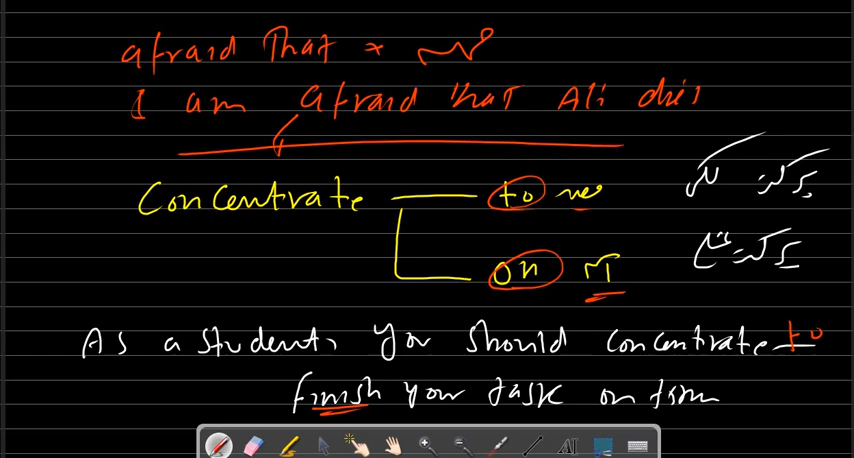 afraid That
I am afraid that Ali dies
Concentrate to
on
As a student, you should concentrate to
finish your task on time